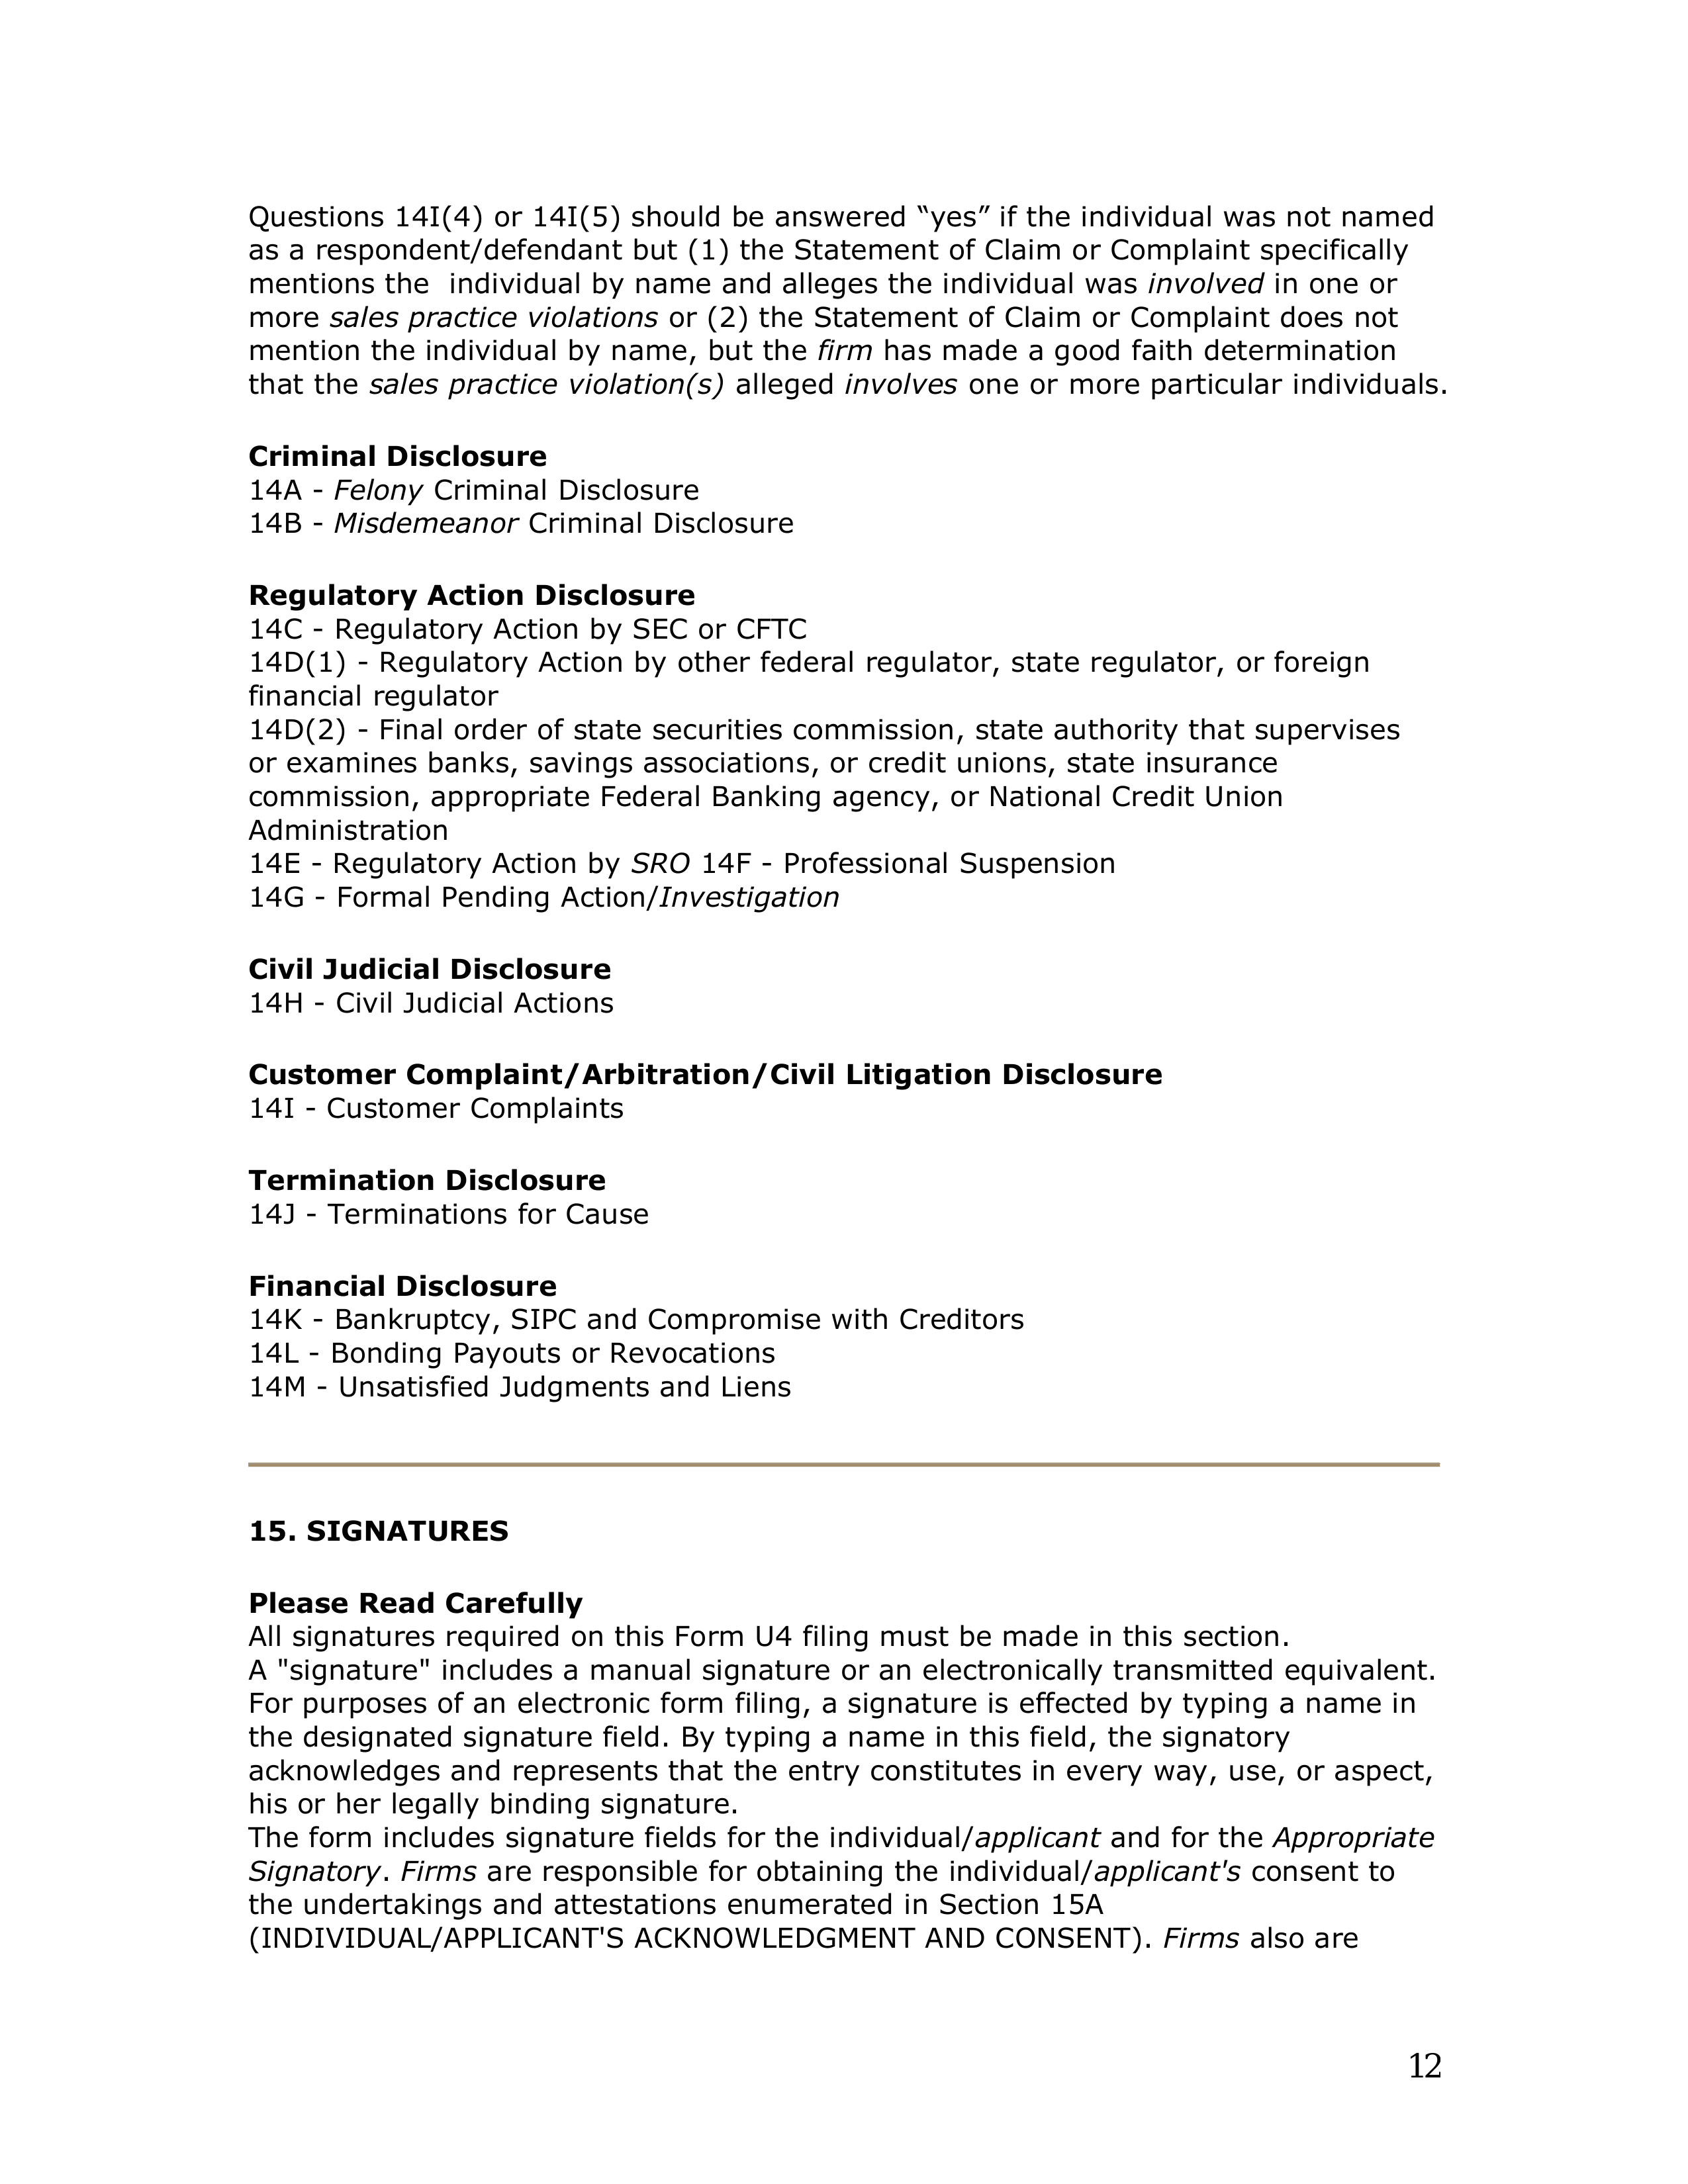 Questions 14I(4) or 14I(5) should be answered “yes” if the individual was not named
as a respondent/defendant but (1) the Statement of Claim or Complaint specifically
mentions the  individual by name and alleges the individual was involved in one or
more sales practice violations or (2) the Statement of Claim or Complaint does not
mention the individual by name, but the firm has made a good faith determination
that the sales practice violation(s) alleged involves one or more particular individuals.
Criminal Disclosure
14A - Felony Criminal Disclosure
14B - Misdemeanor Criminal Disclosure
Regulatory Action Disclosure
14C - Regulatory Action by SEC or CFTC
14D(1) - Regulatory Action by other federal regulator, state regulator, or foreign
financial regulator
14D(2) - Final order of state securities commission, state authority that supervises
or examines banks, savings associations, or credit unions, state insurance
commission, appropriate Federal Banking agency, or National Credit Union
Administration
14E - Regulatory Action by SRO 14F - Professional Suspension
14G - Formal Pending Action/Investigation
Civil Judicial Disclosure
14H - Civil Judicial Actions
Customer Complaint/Arbitration/Civil Litigation Disclosure
14I - Customer Complaints
Termination Disclosure
14J - Terminations for Cause
Financial Disclosure
14K - Bankruptcy, SIPC and Compromise with Creditors
14L - Bonding Payouts or Revocations
14M - Unsatisfied Judgments and Liens
15. SIGNATURES
Please Read Carefully
All signatures required on this Form U4 filing must be made in this section.
A "signature" includes a manual signature or an electronically transmitted equivalent.
For purposes of an electronic form filing, a signature is effected by typing a name in
the designated signature field. By typing a name in this field, the signatory
acknowledges and represents that the entry constitutes in every way, use, or aspect,
his or her legally binding signature.
The form includes signature fields for the individual/applicant and for the Appropriate
Signatory. Firms are responsible for obtaining the individual/applicant's consent to
the undertakings and attestations enumerated in Section 15A
(INDIVIDUAL/APPLICANT'S ACKNOWLEDGMENT AND CONSENT). Firms also are
12